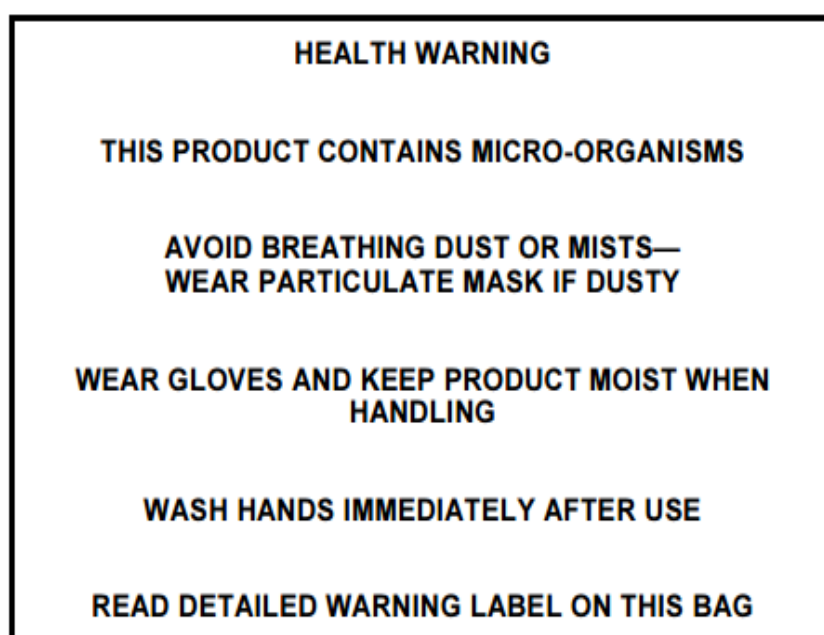 HEALTH WARNING
THIS PRODUCT CONTAINS MICRO-ORGANISMS
AVOID BREATHING DUST OR MISTS—
WEAR PARTICULATE MASK IF DUSTY
WEAR GLOVES AND KEEP PRODUCT MOIST WHEN
HANDLING
WASH HANDS IMMEDIATELY AFTER USE
READ DETAILED WARNING LABEL ON THIS BAG